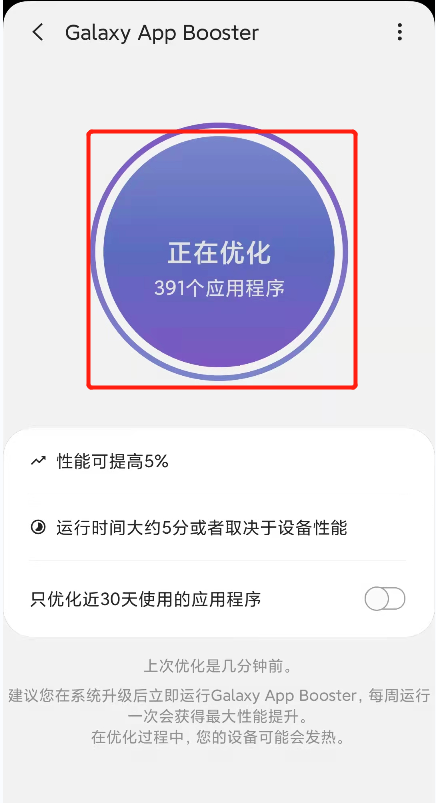 Galaxy App Booster
正在优化
391个应用程序
性能可提高5%
运行时间大约5分或者取决于设备性能
只优化近30天使用的应用程序
上次优化是几分钟前。
建议您在系统升级后立即运行Galaxy App Booster, 每周运行
一次会获得最大性能提升。
在优化过程中, 您的设备可能会发热。